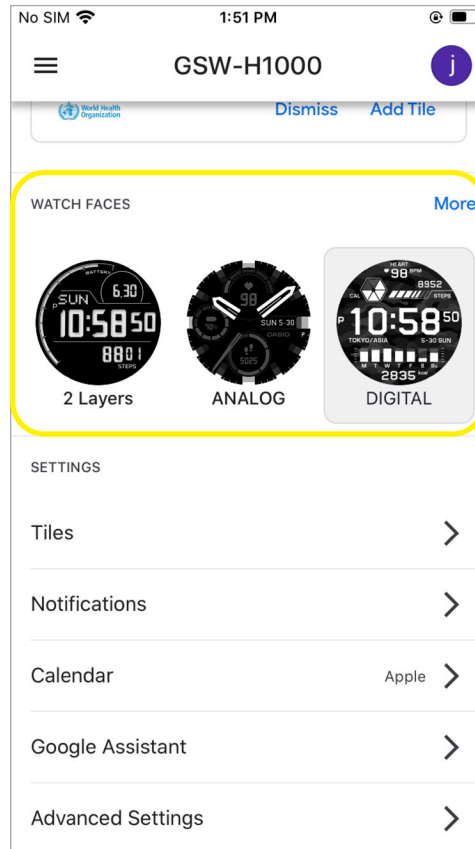 No SIM 1:51 PM
GSW-H1000
j
World Health
Organization
Dismiss Add Tile
WATCH FACES More
BATTERY
SUN 6.30
P 10:58 50
8801
STEPS
2 Layers
98
70%
SUN 5-30
CASIO P
5025
ANALOG
HEART
98 BPM
8952
CAL STEPS
P 10:58 50
TOKYO/ASIA 5-30 SUN
M T W T F S Su
2835 kcal
DIGITAL
SETTINGS
Tiles
Notifications
Calendar Apple
Google Assistant
Advanced Settings